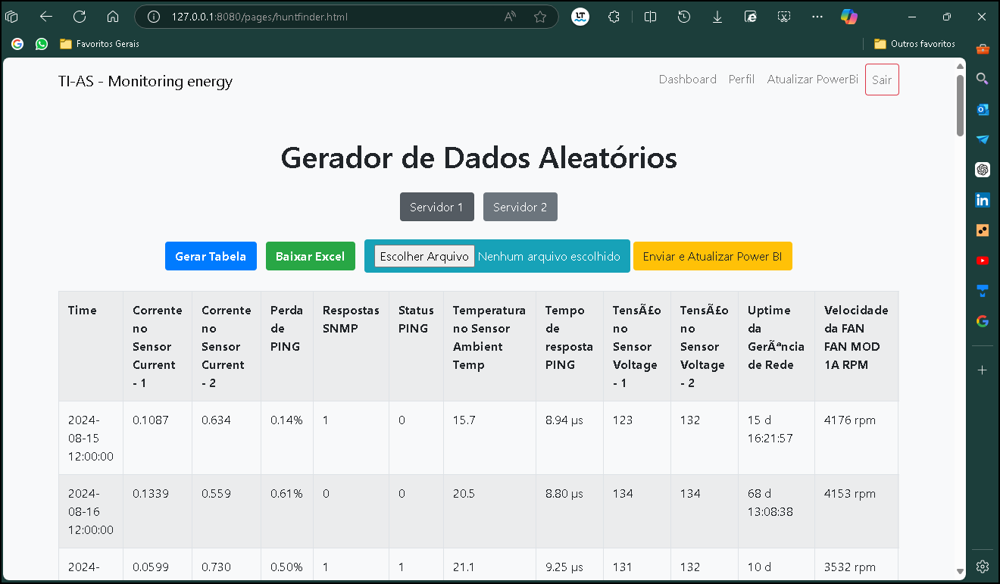 127.0.0.1:8080/pages/huntfinder.html
Favoritos Gerais
Outros favoritos
TI-AS - Monitoring energy
Dashboard Perfil Atualizar PowerBi Sair
Gerador de Dados Aleatórios
Servidor 1 Servidor 2
Gerar Tabela Baixar Excel Escolher Arquivo Nenhum arquivo escolhido Enviar e Atualizar Power BI
Time
Corrente
no
Sensor
Current
- 1
Corrente
no
Sensor
Current
- 2
Perda
de
PING
Respostas
SNMP
Status
PING
Temperatura
no Sensor
Ambient
Temp
Tempo
de
resposta
PING
TensÃ£o
no
Sensor
Voltage
- 1
TensÃ£o
no
Sensor
Voltage
- 2
Uptime
da
GerÃªncia
de Rede
Velocidade
da FAN
FAN MOD
1A RPM
2024-
08-15
12:00:00
0.1087
0.634
0.14%
1
0
15.7
8.94 µs
123
132
15 d
16:21:57
4176 rpm
2024-
08-16
12:00:00
0.1339
0.559
0.61%
0
0
20.5
8.80 µs
134
134
68 d
13:08:38
4153 rpm
2024-
0.0599
0.730
0.50%
1
1
21.1
9.25 µs
131
132
10 d
3532 rpm